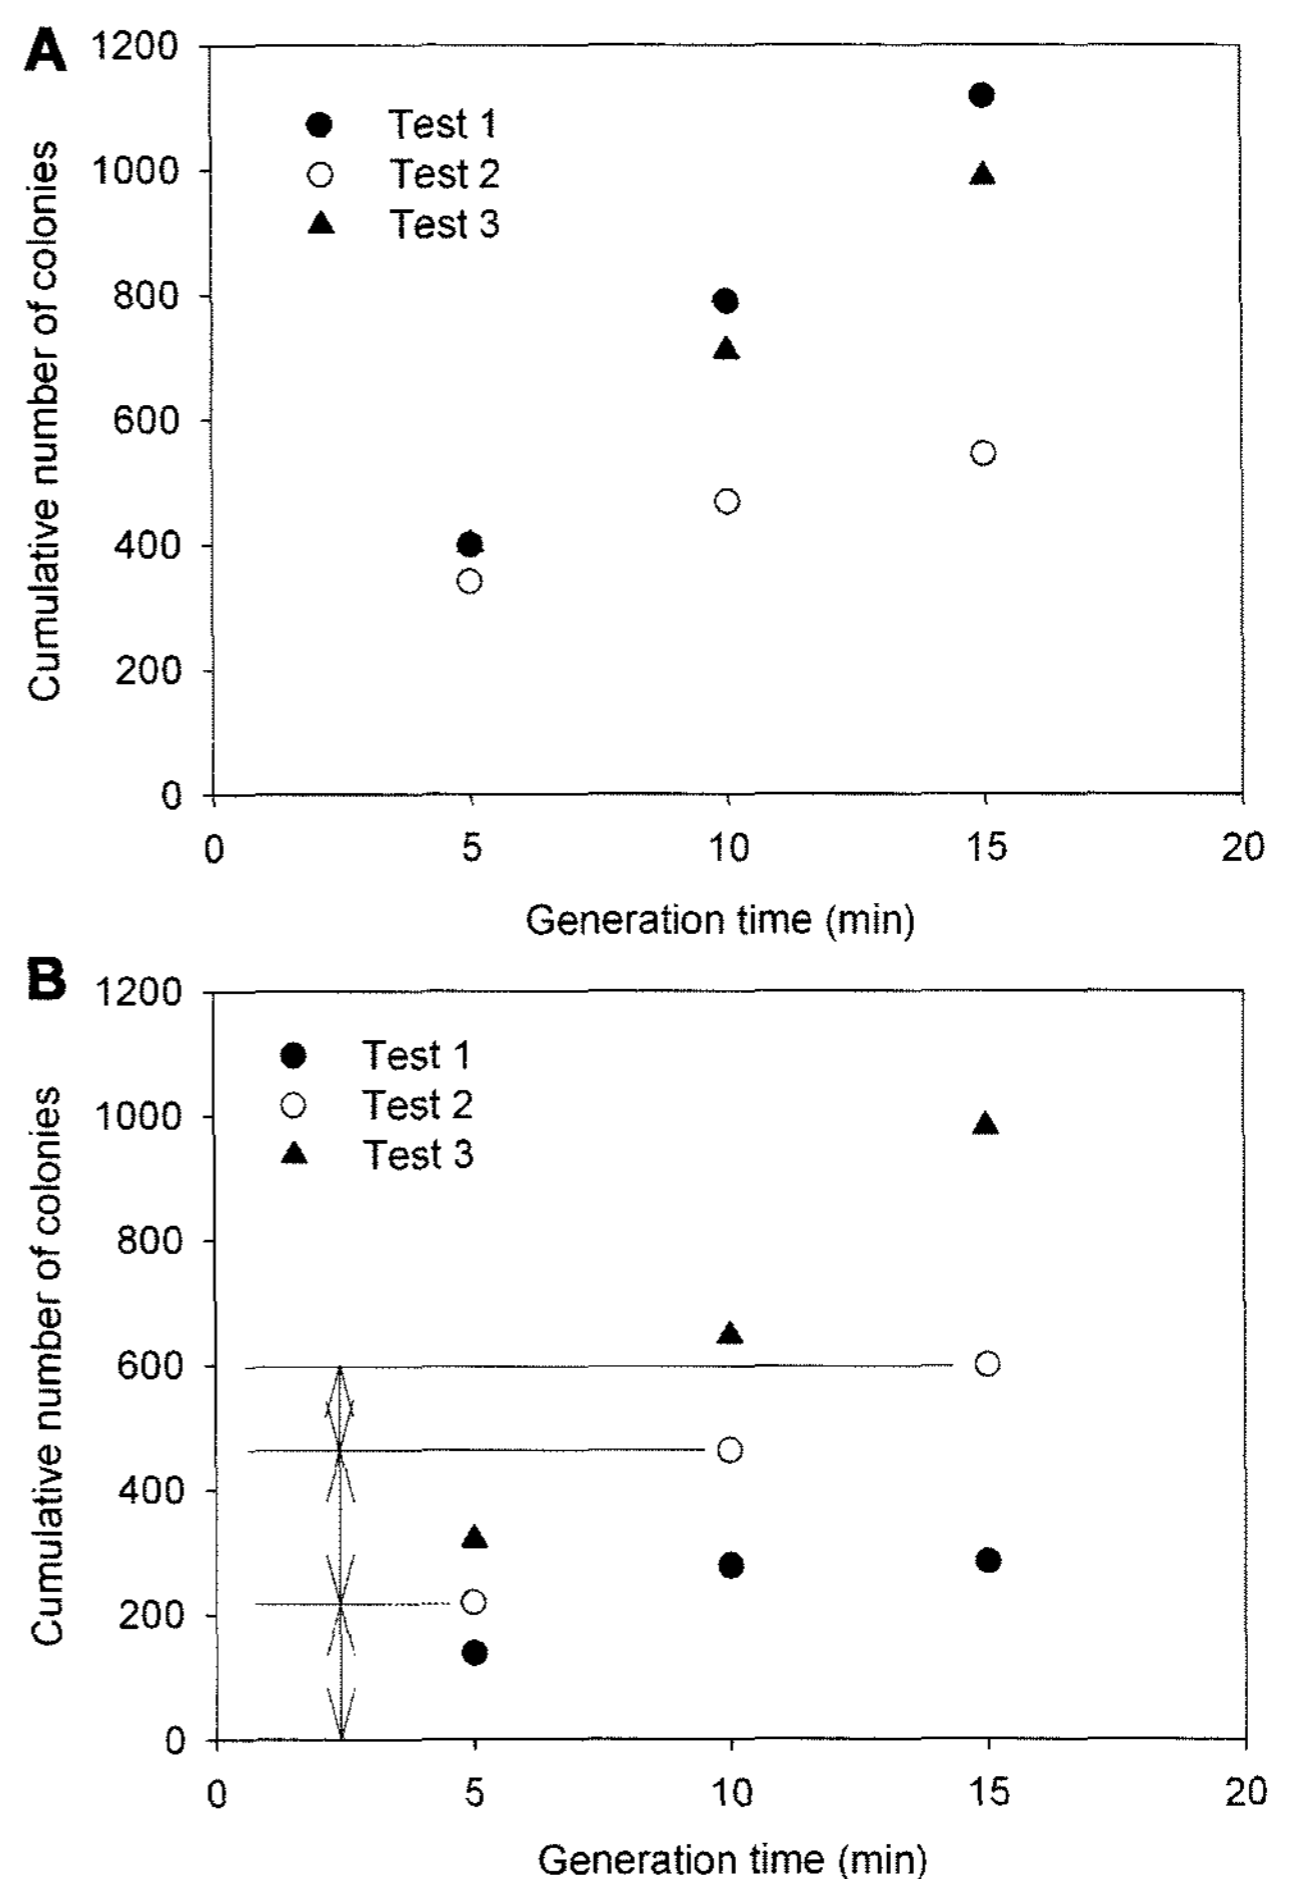 A
Cumulative number of colonies
1200
1000
800
600
400
200
0
Test 1
Test 2
Test 3
0 5 10 15 20
Generation time (min)
B
Cumulative number of colonies
1200
1000
800
600
400
200
0
Test 1
Test 2
Test 3
0 5 10 15 20
Generation time (min)